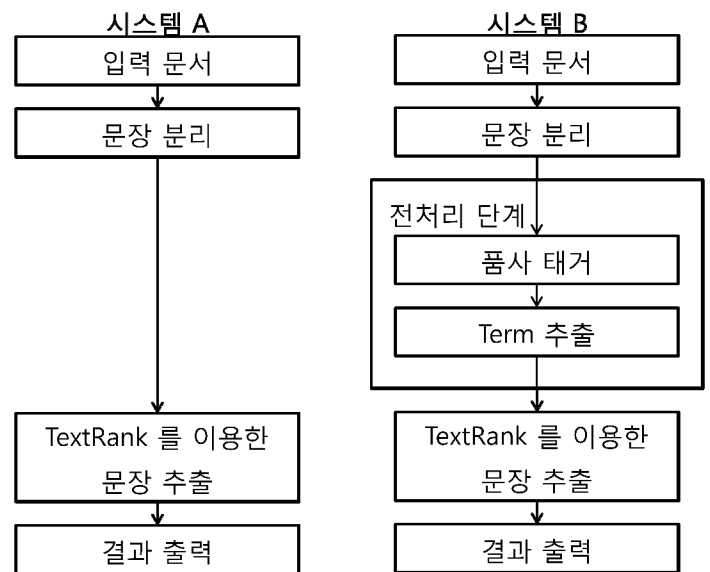 시스템 A
입력 문서
문장 분리
TextRank 를 이용한
문장 추출
결과 출력
시스템 B
입력 문서
문장 분리
전처리 단계
품사 태거
Term 추출
TextRank 를 이용한
문장 추출
결과 출력